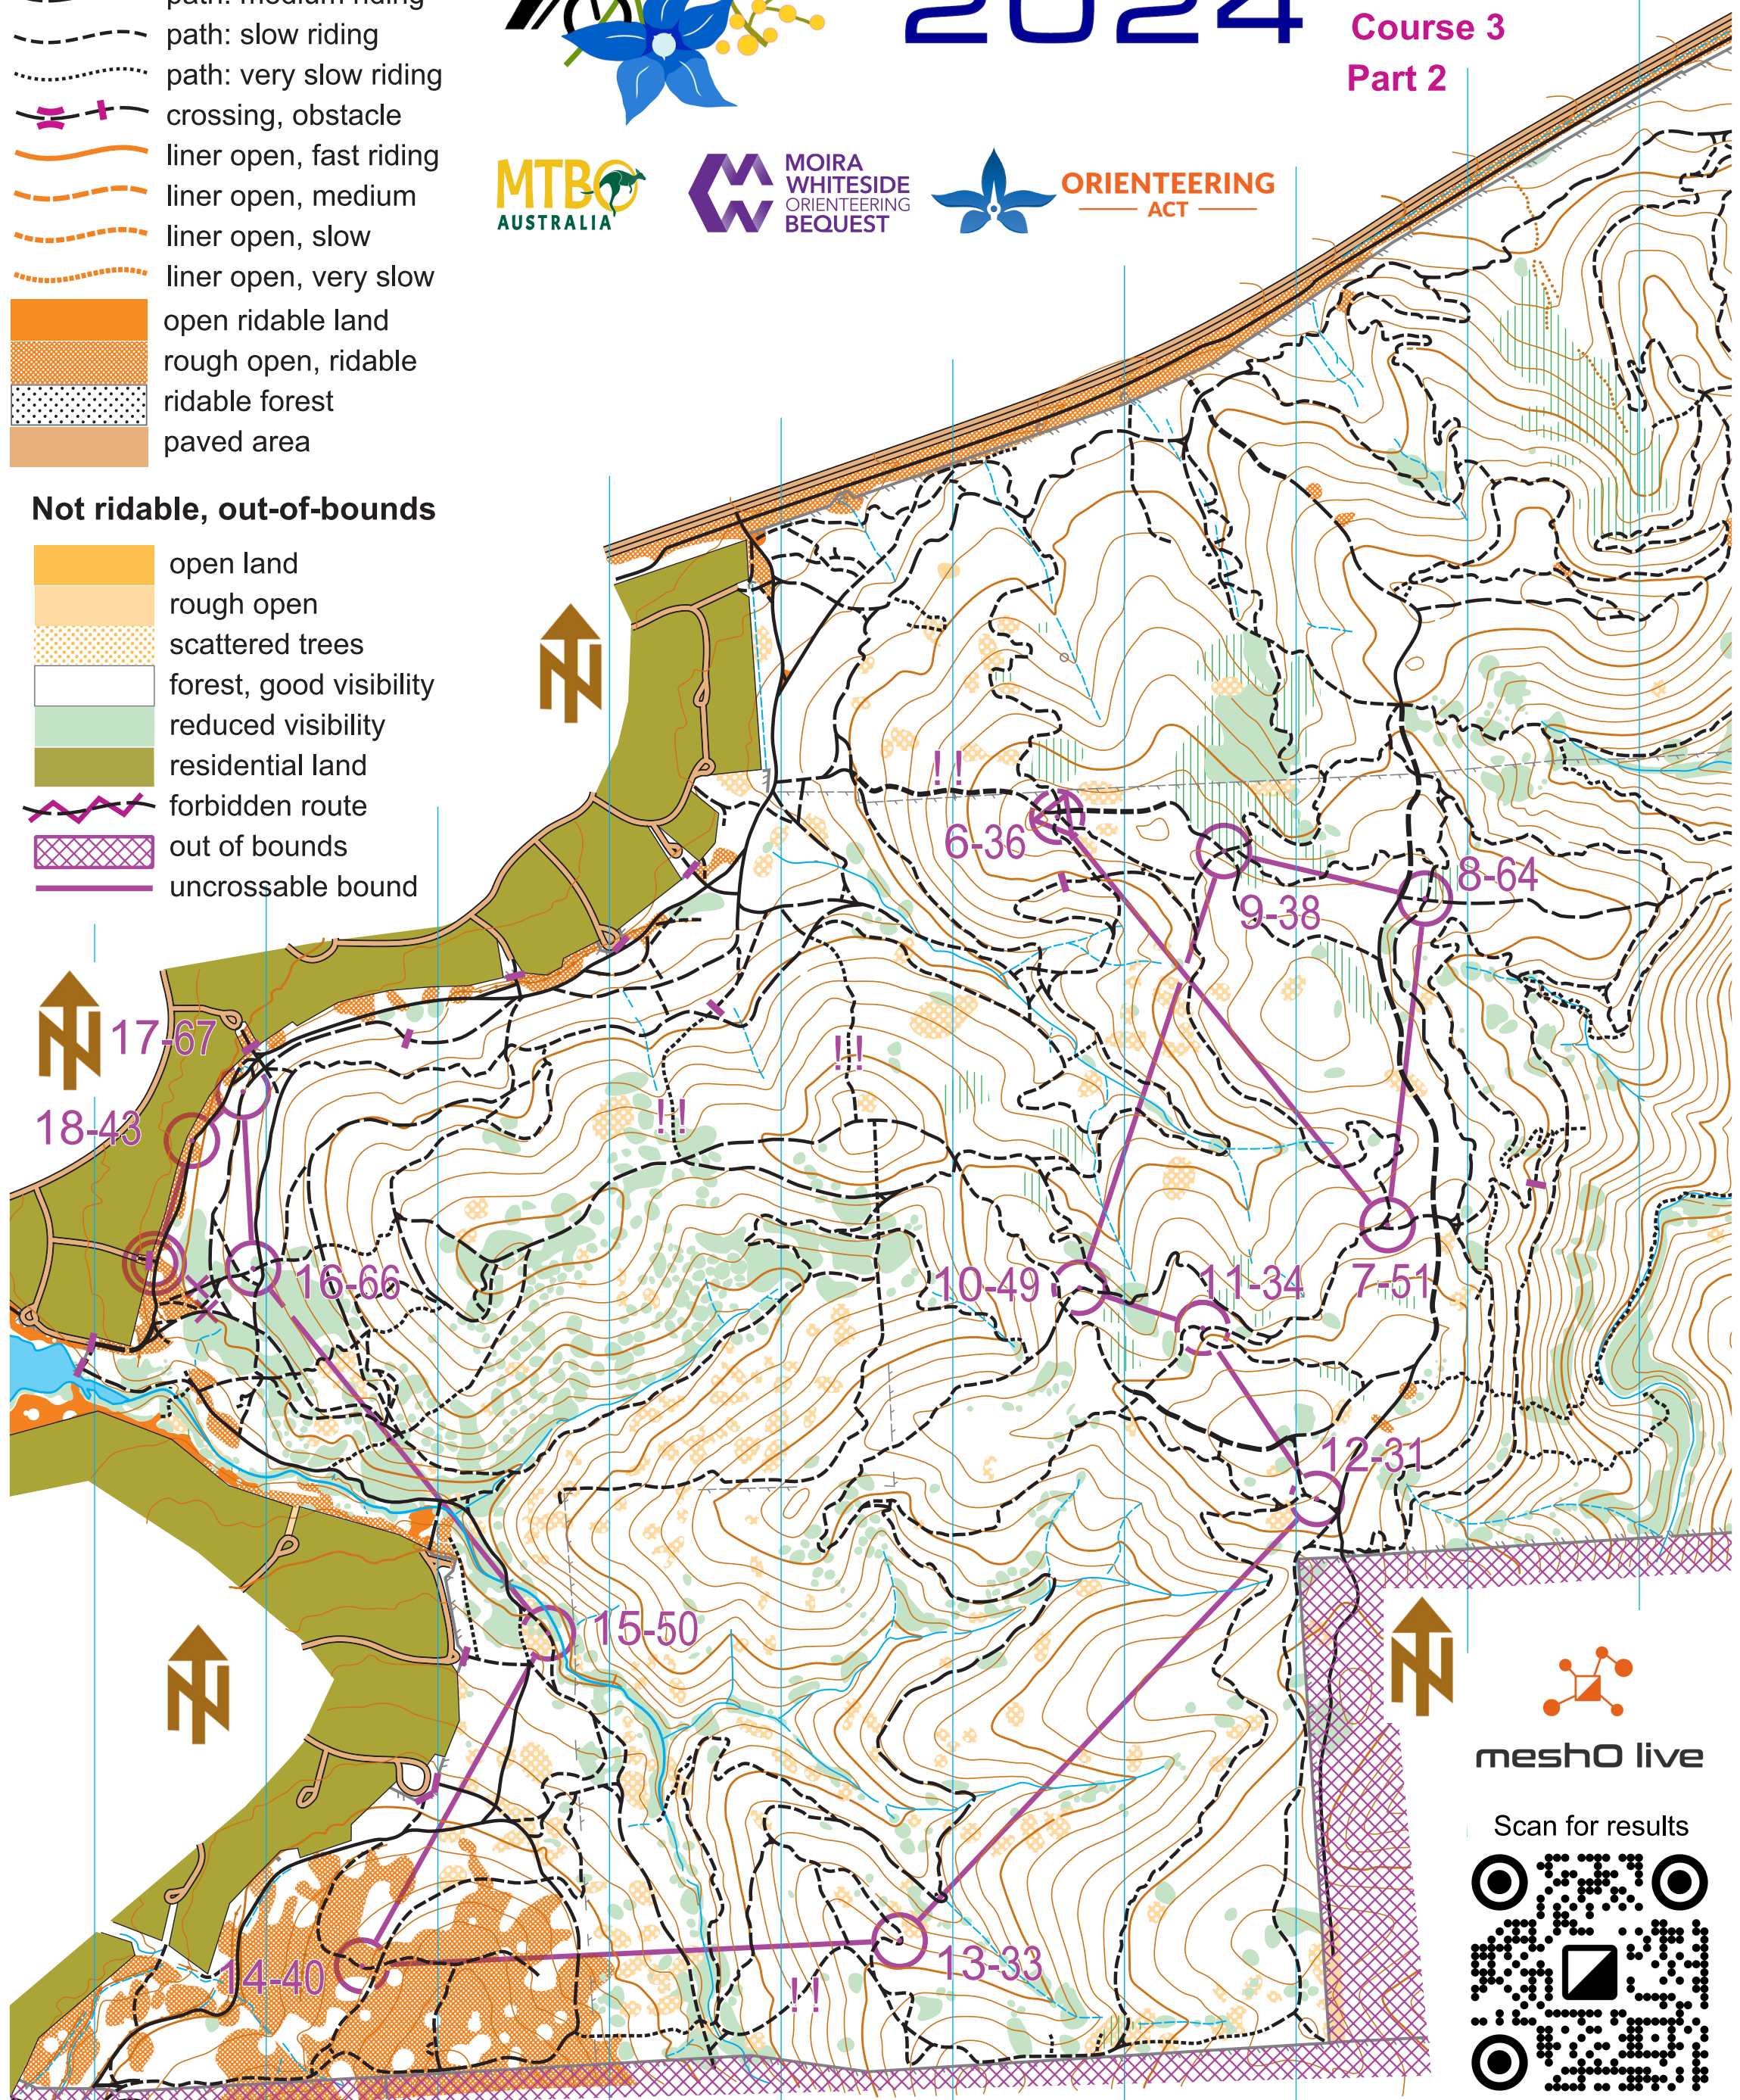 path: medium riding
path: slow riding
path: very slow riding
crossing, obstacle
liner open, fast riding
liner open, medium
liner open, slow
liner open, very slow
open ridable land
rough open, ridable
ridable forest
paved area
Not ridable, out-of-bounds
open land
rough open
scattered trees
forest, good visibility
reduced visibility
residential land
forbidden route
out of bounds
uncrossable bound
2024
Course 3
Part 2
MTBO
AUSTRALIA
MOIRA
WHITESIDE
ORIENTEERING
BEQUEST
ORIENTEERING
ACT
N
!!
6-36
8-64
9-38
N
17-67
!!
!!
18-43
16-66
10-49
11-34
7-51
12-31
15-50
N
N
meshO live
Scan for results
14-40
13-33
!!